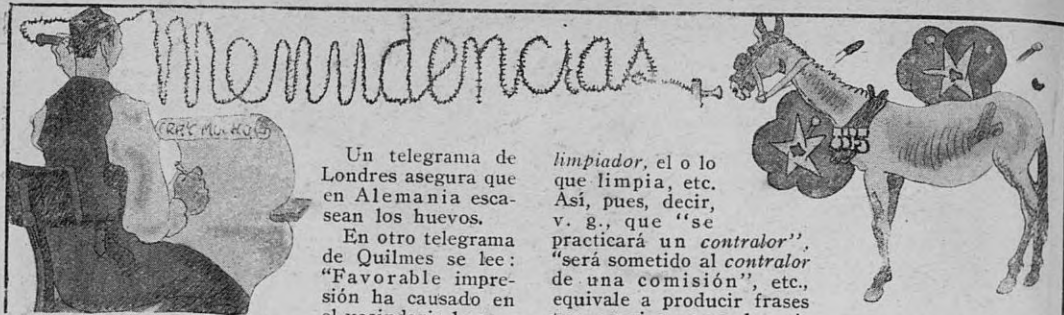 Menudencias
Un telegrama de
Londres asegura que
en Alemania esca-
sean los huevos.
En otro telegrama
de Quilmes se lee:
"Favorable impre-
sión ha causado en
limpiador, el o lo
que limpia, etc.
Así, pues, decir,
v. g., que "se
practicará un contralor",
"será sometido al contralor
de una comisión", etc.,
equivale a producir frases